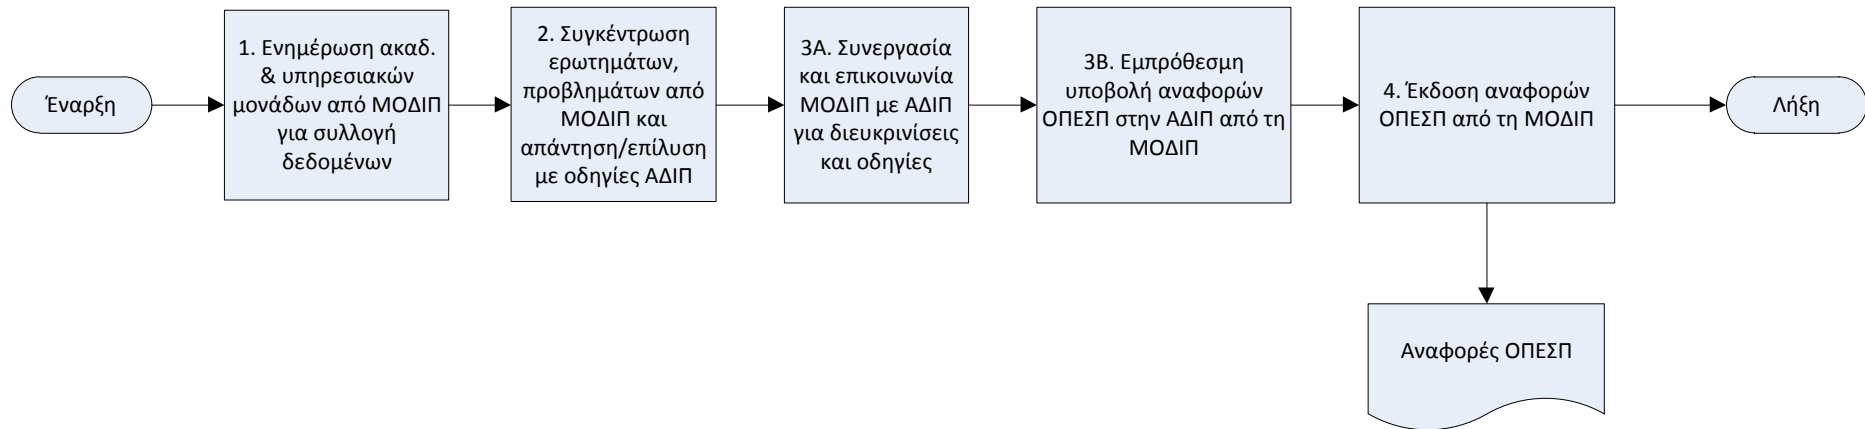 Έναρξη
1. Ενημέρωση ακαδ.
& υπηρεσιακών
μονάδων από ΜΟΔΙΠ
για συλλογή
δεδομένων
2. Συγκέντρωση
ερωτημάτων,
προβλημάτων από
ΜΟΔΙΠ και
απάντηση/επίλυση
με οδηγίες ΑΔΙΠ
3Α. Συνεργασία
και επικοινωνία
ΜΟΔΙΠ με ΑΔΙΠ
για διευκρινίσεις
και οδηγίες
3Β. Εμπρόθεσμη
υποβολή αναφορών
ΟΠΕΣΠ στην ΑΔΙΠ από τη
ΜΟΔΙΠ
4. Έκδοση αναφορών
ΟΠΕΣΠ από τη ΜΟΔΙΠ
Λήξη
Αναφορές ΟΠΕΣΠ